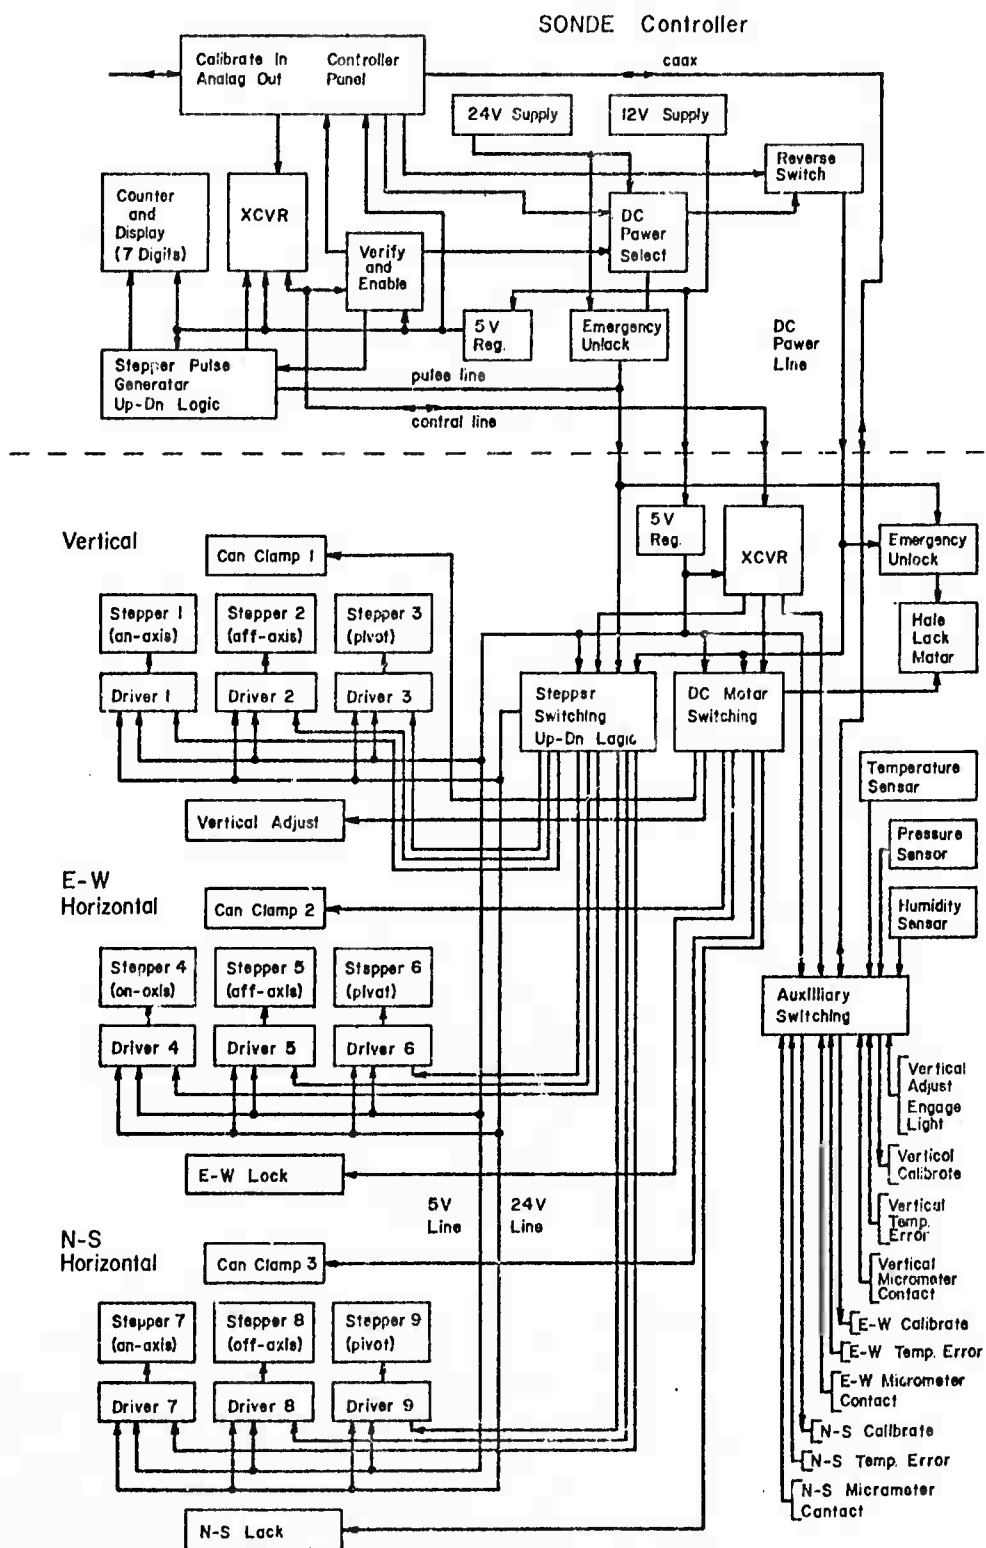 SONDE Controller
Calibrate In Controller
Analog Out Panel
coax
24V Supply
12V Supply
Reverse
Switch
Counter
and
Display
(7 Digits)
XCVR
Verify
and
Enable
DC
Power
Select
5V
Reg.
Emergency
Unlock
DC
Power
Line
Stepper Pulse
Generator
Up-Dn Logic
pulse line
control line
Vertical
Can Clamp 1
5V
Reg.
XCVR
Emergency
Unlock
Stepper 1
(on-axis)
Stepper 2
(off-axis)
Stepper 3
(pivot)
Hole
Lock
Motor
Driver 1
Driver 2
Driver 3
Stepper
Switching
Up-Dn Logic
DC Motor
Switching
Temperature
Sensor
Vertical Adjust
Pressure
Sensor
E-W
Horizontal
Can Clamp 2
Humidity
Sensor
Stepper 4
(on-axis)
Stepper 5
(off-axis)
Stepper 6
(pivot)
Auxilliary
Switching
Driver 4
Driver 5
Driver 6
Vertical
Adjust
Engage
Light
E-W Lock
Vertical
Calibrate
5V
Line
24V
Line
Vertical
Temp.
Error
N-S
Horizontal
Can Clamp 3
Vertical
Micrometer
Contact
Stepper 7
(on-axis)
Stepper 8
(off-axis)
Stepper 9
(pivot)
E-W Calibrate
E-W Temp. Error
Driver 7
Driver 8
Driver 9
E-W Micrometer
Contact
N-S Calibrate
N-S Temp. Error
N-S Micrometer
Contact
N-S Lock